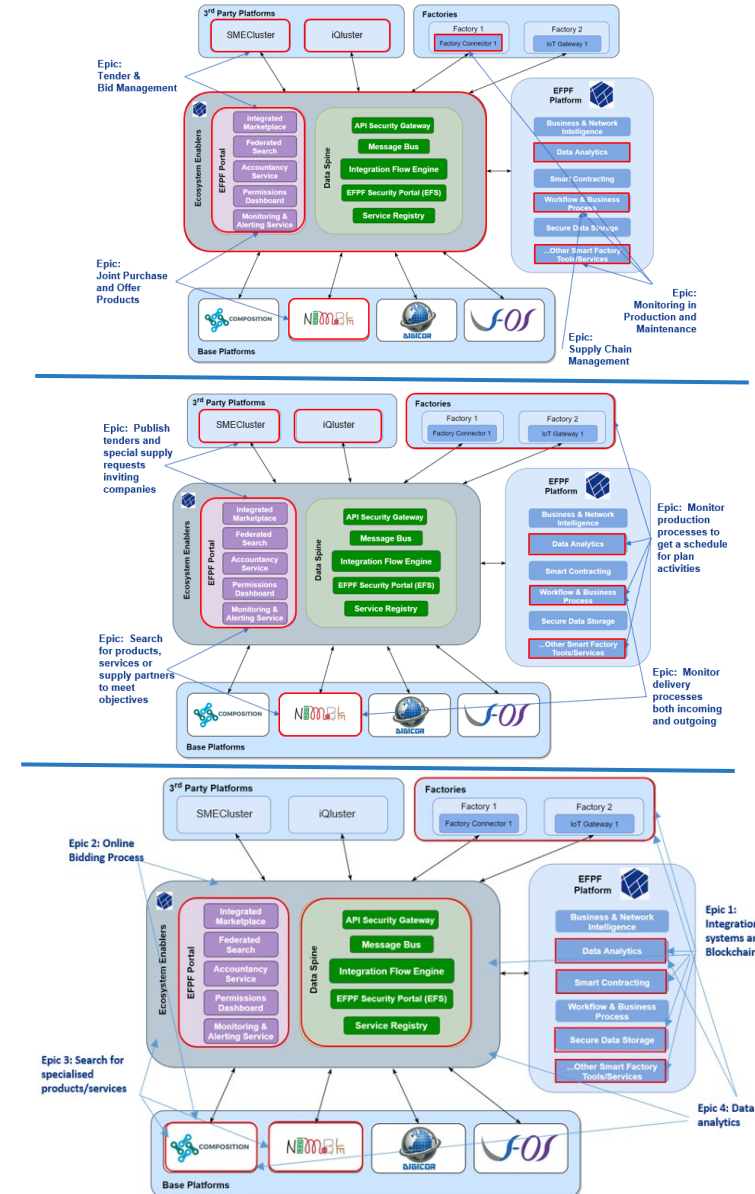 3rd Party Platforms
SMECluster
iQluster
Factories
Factory 1
Factory Connector 1
Factory 2
IoT Gateway 1
Epic:
Tender &
Bid Management
Ecosystem Enablers
EFPF Portal
Integrated
Marketplace
Federated
Search
Accountancy
Service
Permissions
Dashboard
Monitoring &
Alerting Service
Data Spine
API Security Gateway
Message Bus
Integration Flow Engine
EFPF Security Portal (EFS)
Service Registry
EFPF
Platform
Business & Network
Intelligence
Data Analytics
Smart Contracting
Workflow & Business
Process
Secure Data Storage
...Other Smart Factory
Tools/Services
Epic:
Joint Purchase
and Offer
Products
Epic:
Monitoring in
Production and
Maintenance
Epic:
Supply Chain
Management
COMPOSITION
NIMBLE
DIGICOR
Base Platforms
3rd Party Platforms
SMECluster
iQluster
Factories
Factory 1
Factory Connector 1
Factory 2
IoT Gateway 1
Epic: Publish
tenders and
special supply
requests
inviting
companies
Ecosystem Enablers
EFPF Portal
Integrated
Marketplace
Federated
Search
Accountancy
Service
Permissions
Dashboard
Monitoring &
Alerting Service
Data Spine
API Security Gateway
Message Bus
Integration Flow Engine
EFPF Security Portal (EFS)
Service Registry
EFPF
Platform
Business & Network
Intelligence
Data Analytics
Smart Contracting
Workflow & Business
Process
Secure Data Storage
...Other Smart Factory
Tools/Services
Epic: Monitor
production
processes to
get a schedule
for plan
activities
Epic: Search
for products,
services or
supply partners
to meet
objectives
Epic: Monitor
delivery
processes
both incoming
and outgoing
COMPOSITION
NIMBLE
DIGICOR
Base Platforms
3rd Party Platforms
SMECluster
iQluster
Factories
Factory 1
Factory Connector 1
Factory 2
IoT Gateway 1
Epic 2: Online
Bidding Process
Ecosystem Enablers
EFPF Portal
Integrated
Marketplace
Federated
Search
Accountancy
Service
Permissions
Dashboard
Monitoring &
Alerting Service
Data Spine
API Security Gateway
Message Bus
Integration Flow Engine
EFPF Security Portal (EFS)
Service Registry
EFPF
Platform
Business & Network
Intelligence
Data Analytics
Smart Contracting
Workflow & Business
Process
Secure Data Storage
...Other Smart Factory
Tools/Services
Epic 1:
Integration
systems
Blockchain
Epic 3: Search for
specialised
products/services
Epic 4: Data
analytics
COMPOSITION
NIMBLE
DIGICOR
Base Platforms